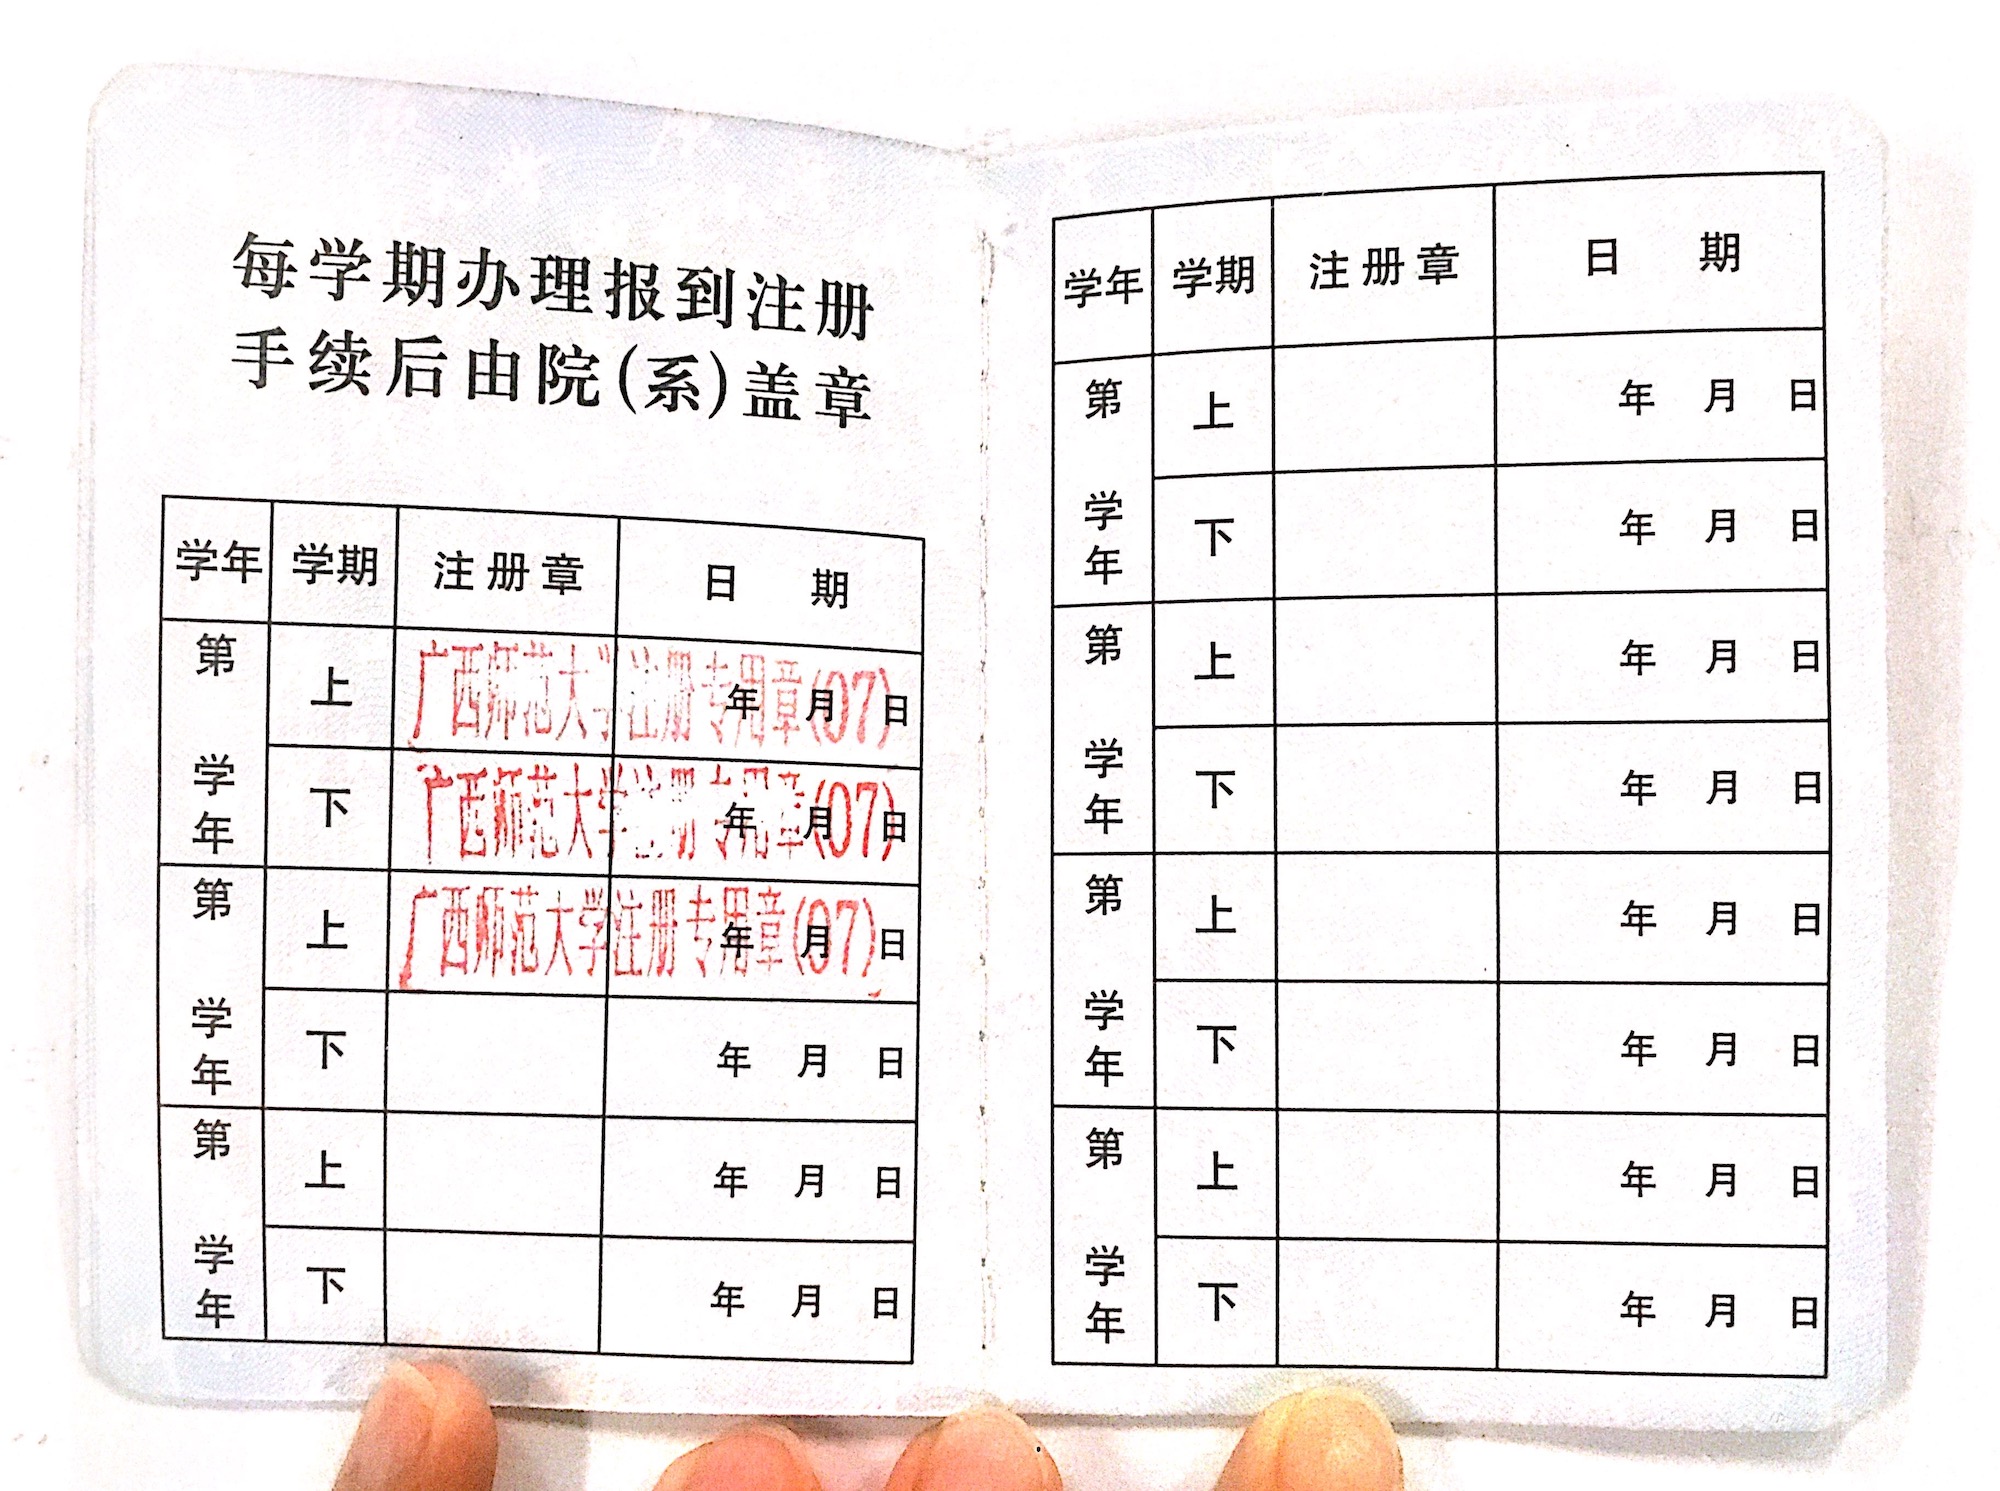 每学期办理报到注册
手续后由院(系)盖章
学年 学期 注册章 日 期
第 学年 上 广西师范大学注册专用章(07) 年 月 日
下 广西师范大学注册专用章(07) 年 月 日
第 学年 上 广西师范大学注册专用章(07) 年 月 日
下 年 月 日
第 学年 上 年 月 日
下 年 月 日
学年 学期 注册章 日 期
第 学年 上 年 月 日
下 年 月 日
第 学年 上 年 月 日
下 年 月 日
第 学年 上 年 月 日
下 年 月 日
第 学年 上 年 月 日
下 年 月 日